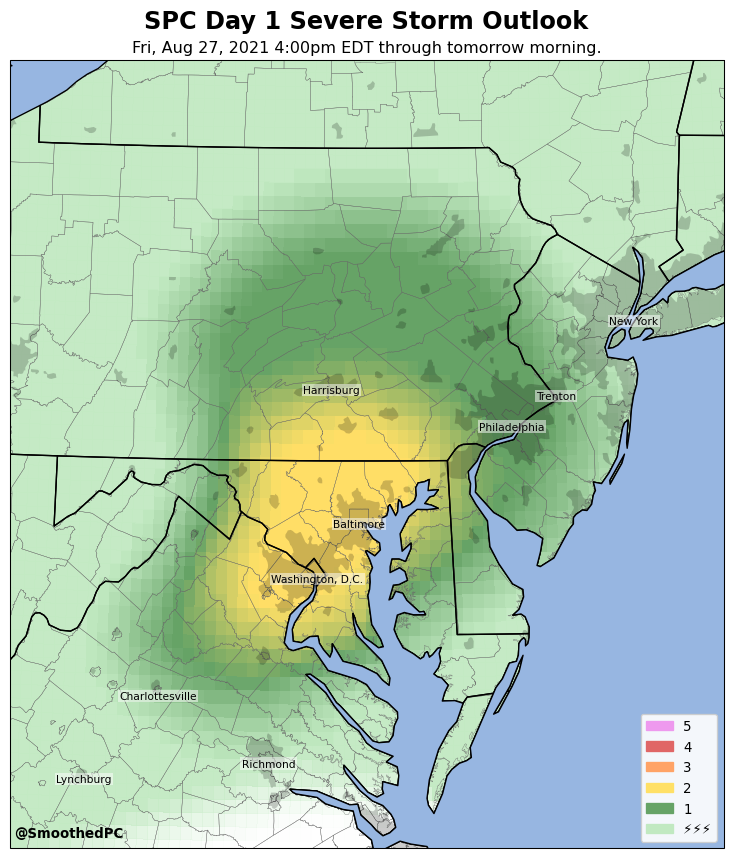 SPC Day 1 Severe Storm Outlook
Fri, Aug 27, 2021 4:00pm EDT through tomorrow morning.
New York
Harrisburg
Trenton
Philadelphia
Baltimore
Washington, D.C.
Charlottesville
Richmond
Lynchburg
5
4
3
2
1
⚡⚡⚡
@SmoothedPC